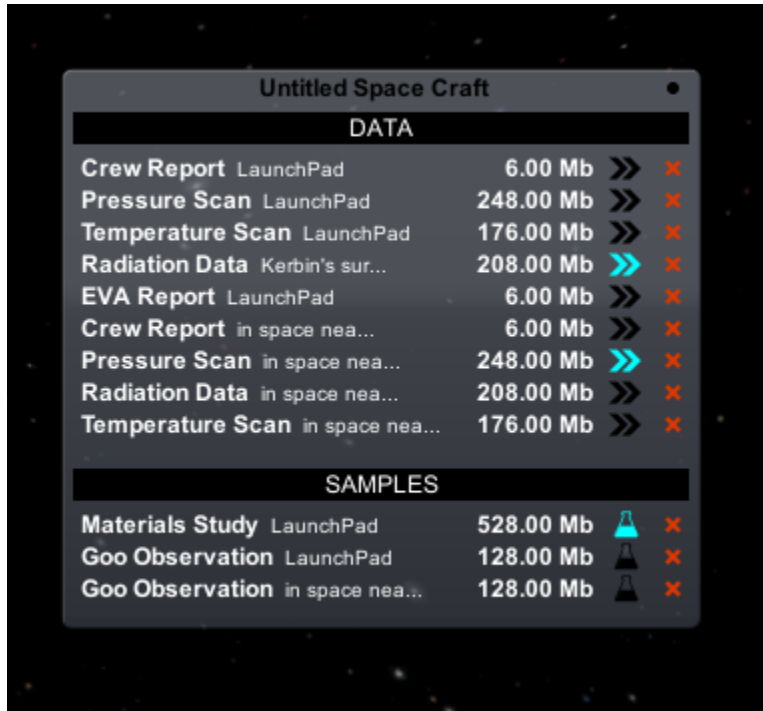 Untitled Space Craft
DATA
Crew Report LaunchPad 6.00 Mb
Pressure Scan LaunchPad 248.00 Mb
Temperature Scan LaunchPad 176.00 Mb
Radiation Data Kerbin's sur... 208.00 Mb
EVA Report LaunchPad 6.00 Mb
Crew Report in space nea... 6.00 Mb
Pressure Scan in space nea... 248.00 Mb
Radiation Data in space nea... 208.00 Mb
Temperature Scan in space nea... 176.00 Mb
SAMPLES
Materials Study LaunchPad 528.00 Mb
Goo Observation LaunchPad 128.00 Mb
Goo Observation in space nea... 128.00 Mb